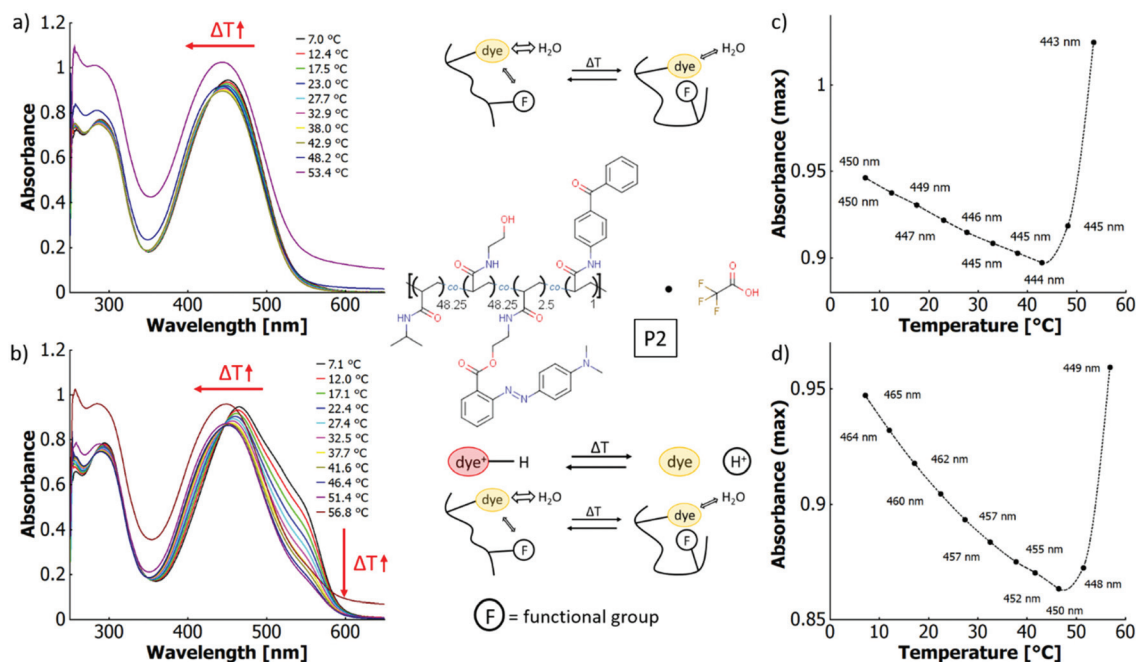 a)
ΔT↑
7.0 °C
12.4 °C
17.5 °C
23.0 °C
27.7 °C
32.9 °C
38.0 °C
42.9 °C
48.2 °C
53.4 °C
Absorbance
1.2
1
0.8
0.6
0.4
0.2
0
300 400 500 600
Wavelength [nm]
dye H₂O
F
ΔT
dye H₂O
F
c)
Absorbance (max)
1
0.95
0.9
450 nm
450 nm
449 nm
447 nm
446 nm
445 nm
445 nm
444 nm
445 nm
443 nm
0 10 20 30 40 50 60
Temperature [°C]
O
OH
O NH
O NH
48.25 co 48.25 co 2.5 co 1
NH O
HN O
O
O
N
N
N
F F F O OH
P2
b)
ΔT↑
ΔT↑
7.1 °C
12.0 °C
17.1 °C
22.4 °C
27.4 °C
32.5 °C
37.7 °C
41.6 °C
46.4 °C
51.4 °C
56.8 °C
Absorbance
1.2
1
0.8
0.6
0.4
0.2
0
300 400 500 600
Wavelength [nm]
dye⁺ H
ΔT
dye H⁺
dye H₂O
F
ΔT
dye H₂O
F
F = functional group
d)
Absorbance (max)
0.95
0.9
0.85
465 nm
464 nm
462 nm
460 nm
457 nm
457 nm
455 nm
452 nm
450 nm
448 nm
449 nm
0 10 20 30 40 50 60
Temperature [°C]